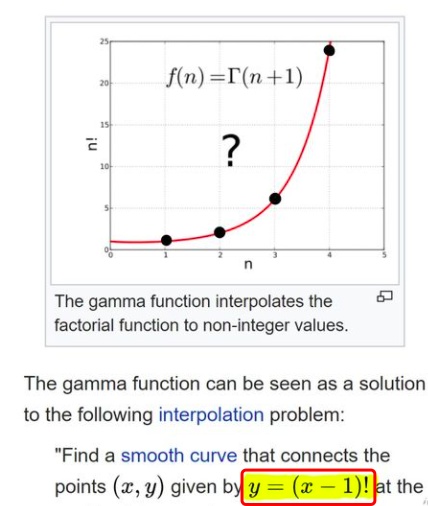 25
20
15
10
5
0
n!
f(n)=Γ(n+1)
?
0 1 2 3 4 5
n
The gamma function interpolates the
factorial function to non-integer values.
The gamma function can be seen as a solution
to the following interpolation problem:
"Find a smooth curve that connects the
points (x, y) given by y = (x − 1)! at the